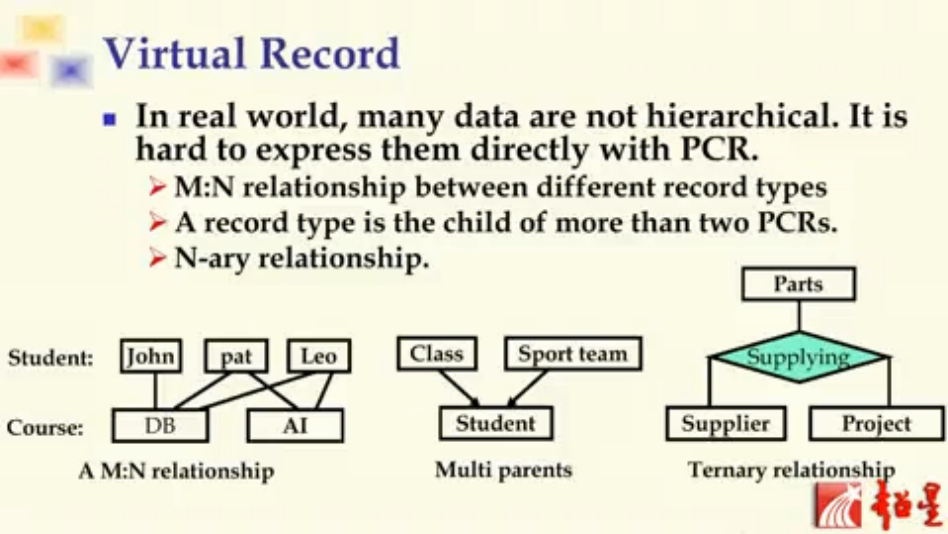 Virtual Record
In real world, many data are not hierarchical. It is
hard to express them directly with PCR.
M:N relationship between different record types
A record type is the child of more than two PCRs.
N-ary relationship.
Parts
Supplying
Supplier Project
Ternary relationship
Student: John pat Leo
Course: DB AI
A M:N relationship
Class Sport team
Student
Multi parents